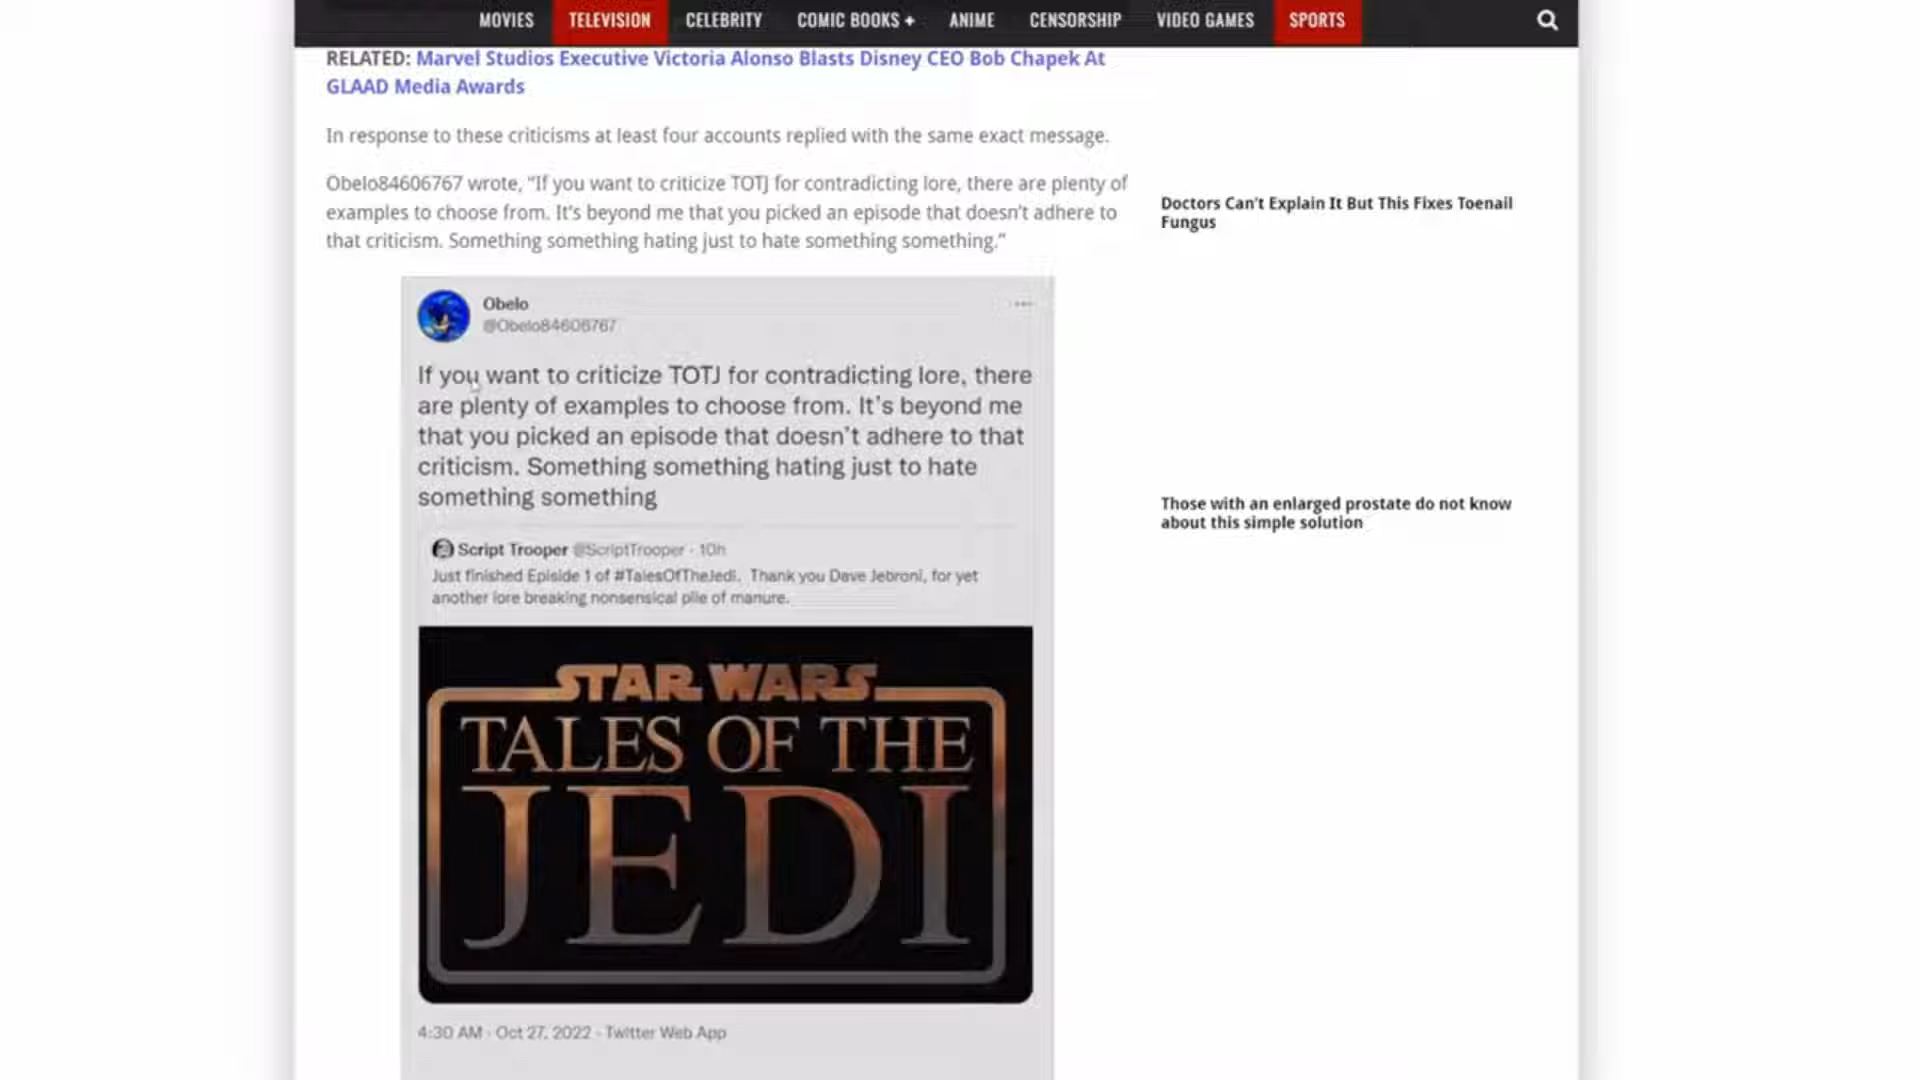 MOVIES TELEVISION CELEBRITY COMIC BOOKS + ANIME CENSORSHIP VIDEO GAMES SPORTS
RELATED: Marvel Studios Executive Victoria Alonso Blasts Disney CEO Bob Chapek At
GLAAD Media Awards
In response to these criticisms at least four accounts replied with the same exact message.
Obelo84606767 wrote, “If you want to criticize TOTJ for contradicting lore, there are plenty of
examples to choose from. It's beyond me that you picked an episode that doesn't adhere to
that criticism. Something something hating just to hate something something.”
Obelo
@Obelo84606767
If you want to criticize TOTJ for contradicting lore, there
are plenty of examples to choose from. It's beyond me
that you picked an episode that doesn't adhere to that
criticism. Something something hating just to hate
something something
Script Trooper @ScriptTrooper · 10h
Just finished Episide 1 of #TalesOfTheJedi. Thank you Dave Jebroni, for yet
another lore breaking nonsensical pile of manure.
STAR WARS
TALES OF THE
JEDI
4:30 AM · Oct 27, 2022 · Twitter Web App
Doctors Can't Explain It But This Fixes Toenail
Fungus
Those with an enlarged prostate do not know
about this simple solution